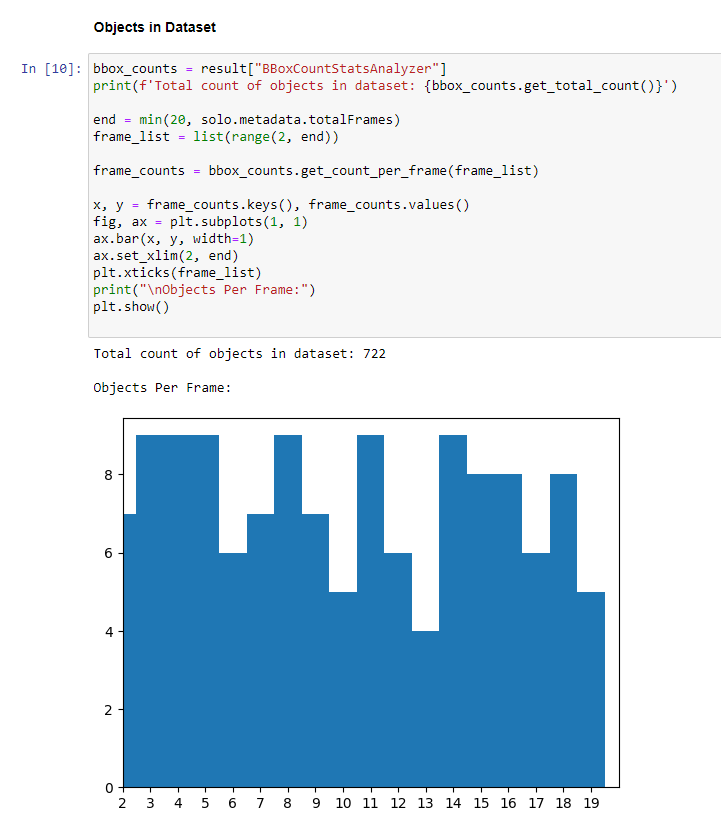 Objects in Dataset
In [10]: bbox_counts = result["BBoxCountStatsAnalyzer"]
print(f'Total count of objects in dataset: {bbox_counts.get_total_count()}')
end = min(20, solo.metadata.totalFrames)
frame_list = list(range(2, end))
frame_counts = bbox_counts.get_count_per_frame(frame_list)
x, y = frame_counts.keys(), frame_counts.values()
fig, ax = plt.subplots(1, 1)
ax.bar(x, y, width=1)
ax.set_xlim(2, end)
plt.xticks(frame_list)
print("\nObjects Per Frame:")
plt.show()
Total count of objects in dataset: 722
Objects Per Frame:
8
6
4
2
0
2 3 4 5 6 7 8 9 10 11 12 13 14 15 16 17 18 19